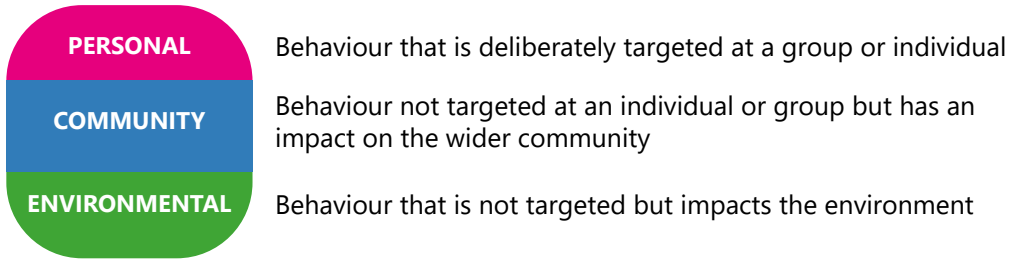 PERSONAL
Behaviour that is deliberately targeted at a group or individual
COMMUNITY
Behaviour not targeted at an individual or group but has an
impact on the wider community
ENVIRONMENTAL
Behaviour that is not targeted but impacts the environment